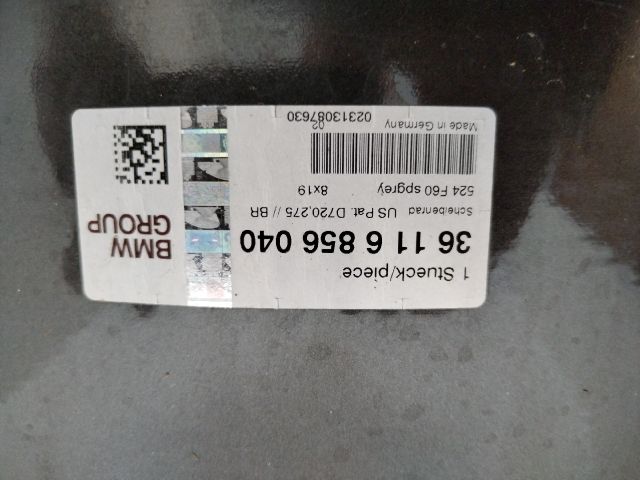 1 Stueck/piece
36 11 6 856 040
Scheibenrad US Pat. D720,275 // BR
524 F60 spgrey 8x19
Made in Germany 02
02313087630
BMW
GROUP